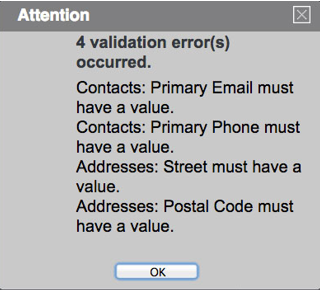 Attention
4 validation error(s)
occurred.
Contacts: Primary Email must
have a value.
Contacts: Primary Phone must
have a value.
Addresses: Street must have a
value.
Addresses: Postal Code must
have a value.
OK